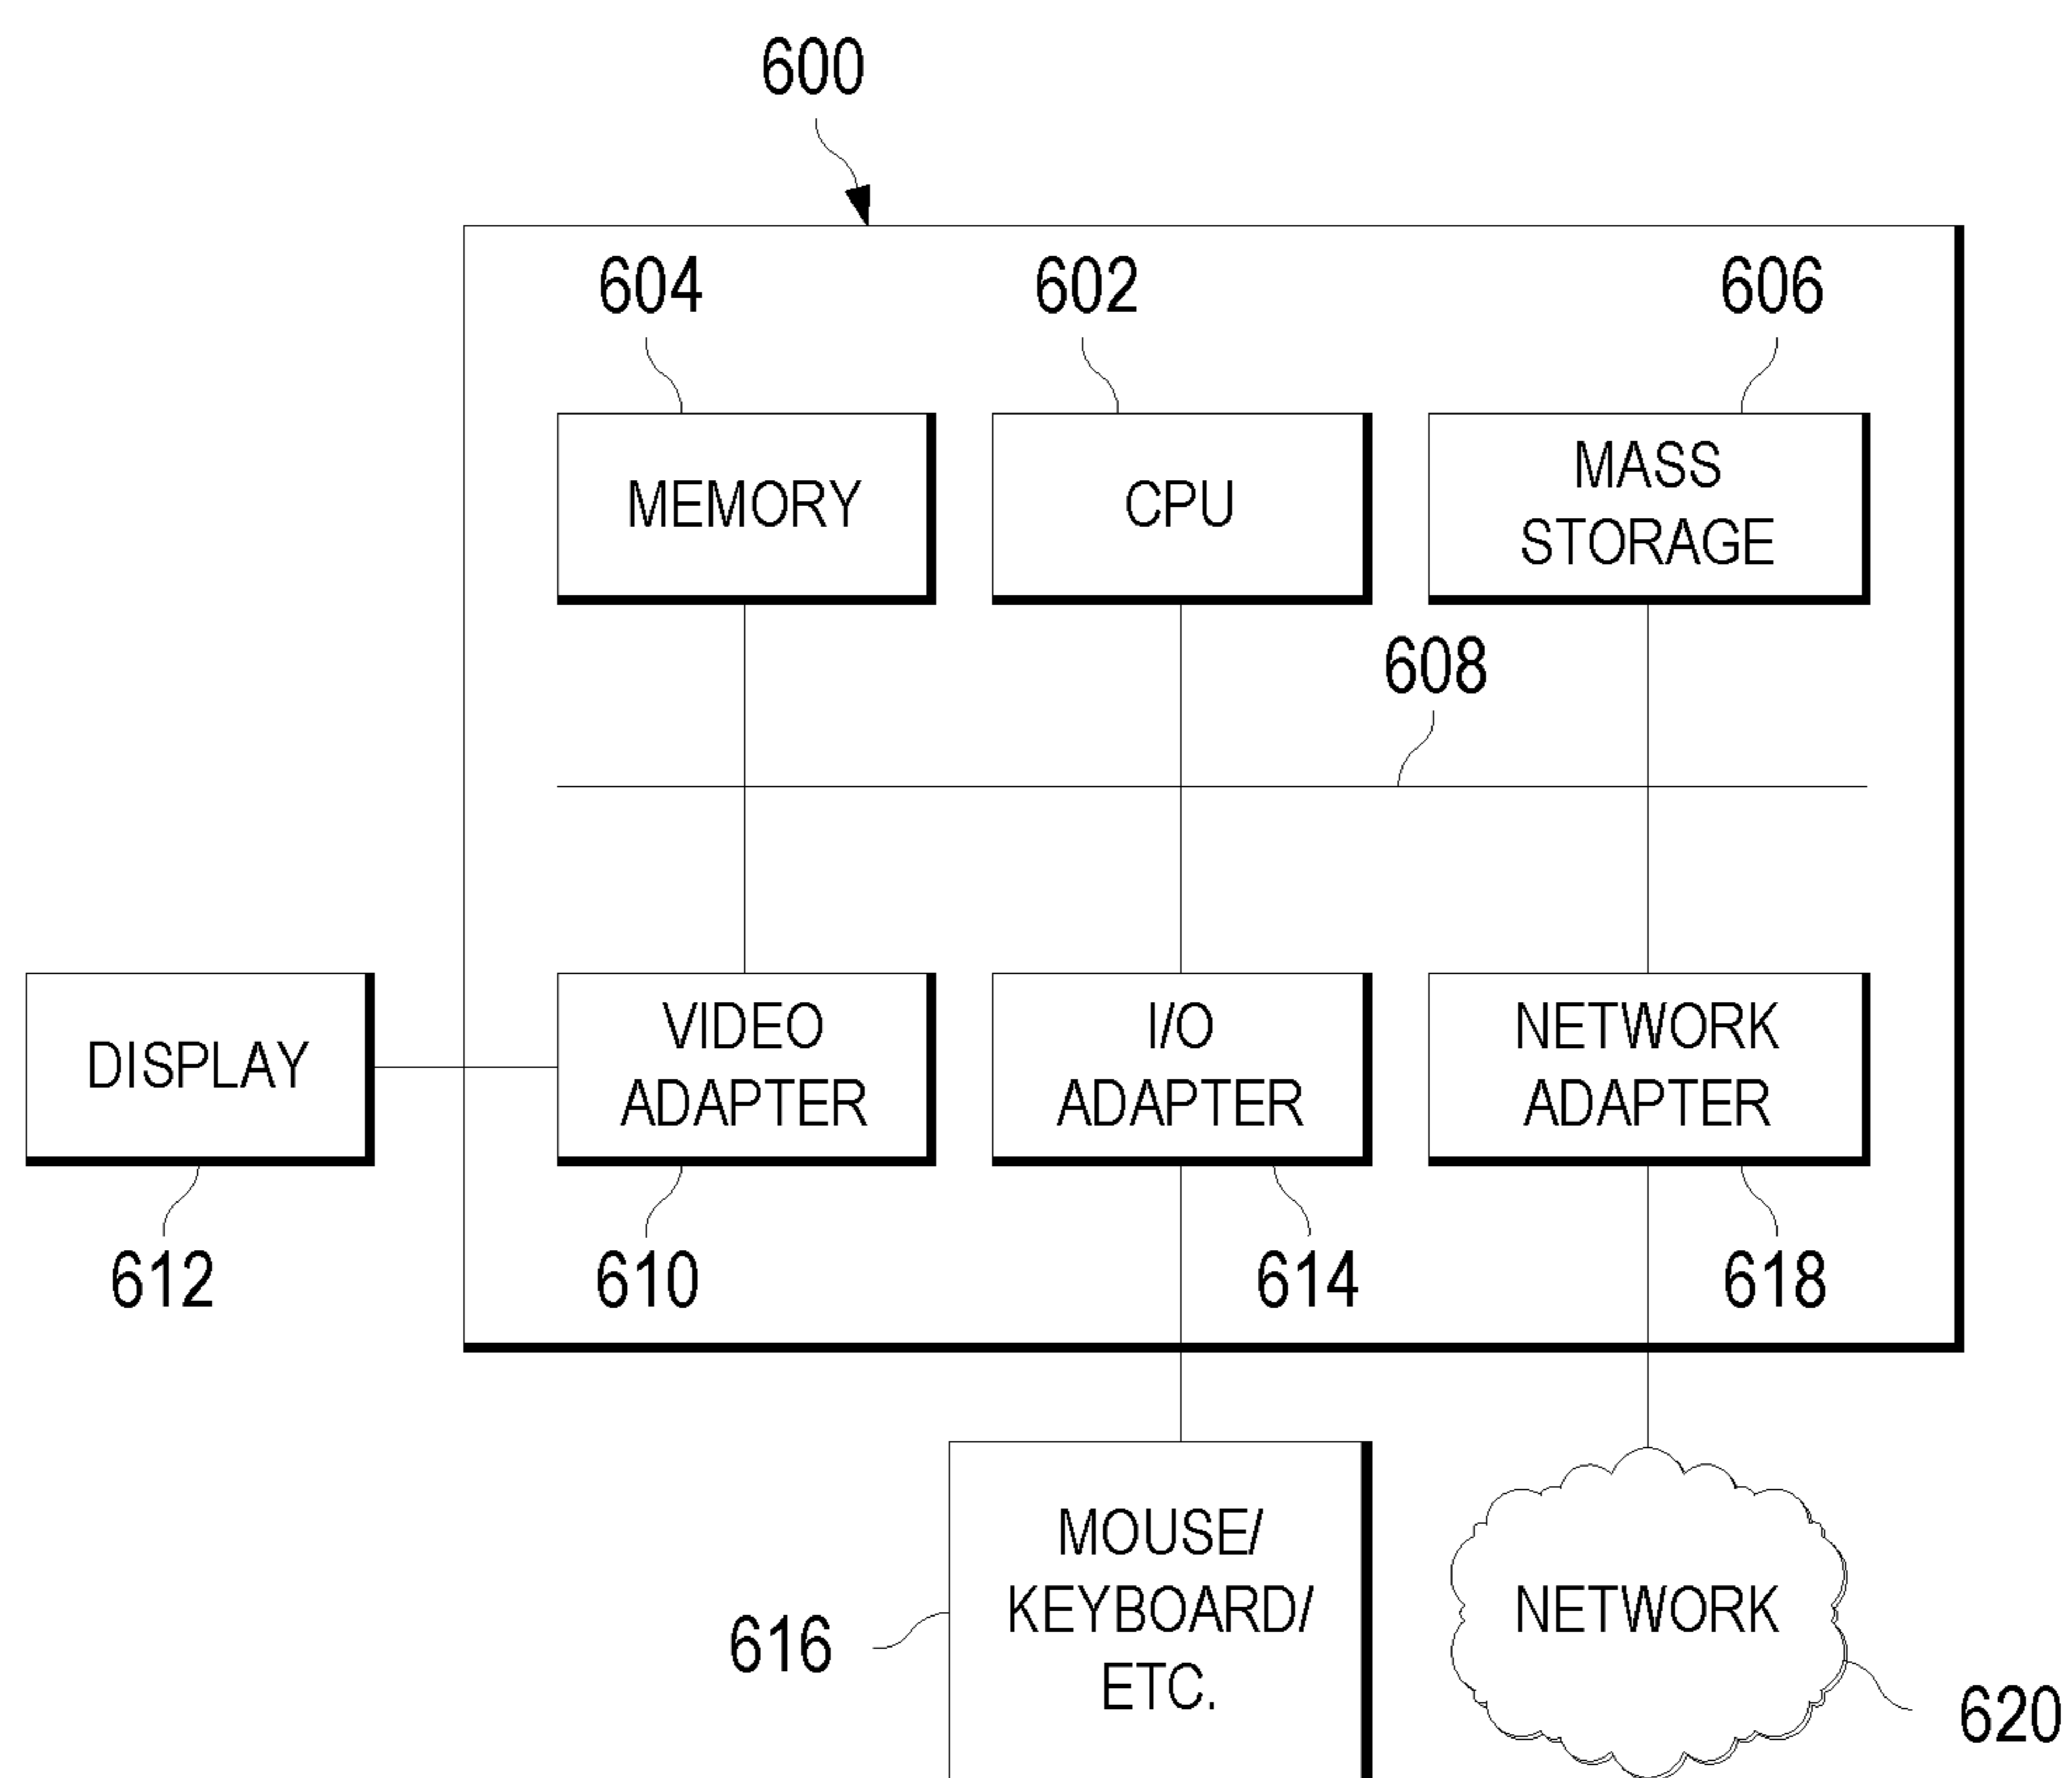 600
604
602
606
MEMORY
CPU
MASS
STORAGE
608
DISPLAY
VIDEO
ADAPTER
I/O
ADAPTER
NETWORK
ADAPTER
612
610
614
618
MOUSE/
KEYBOARD/
ETC.
616
NETWORK
620